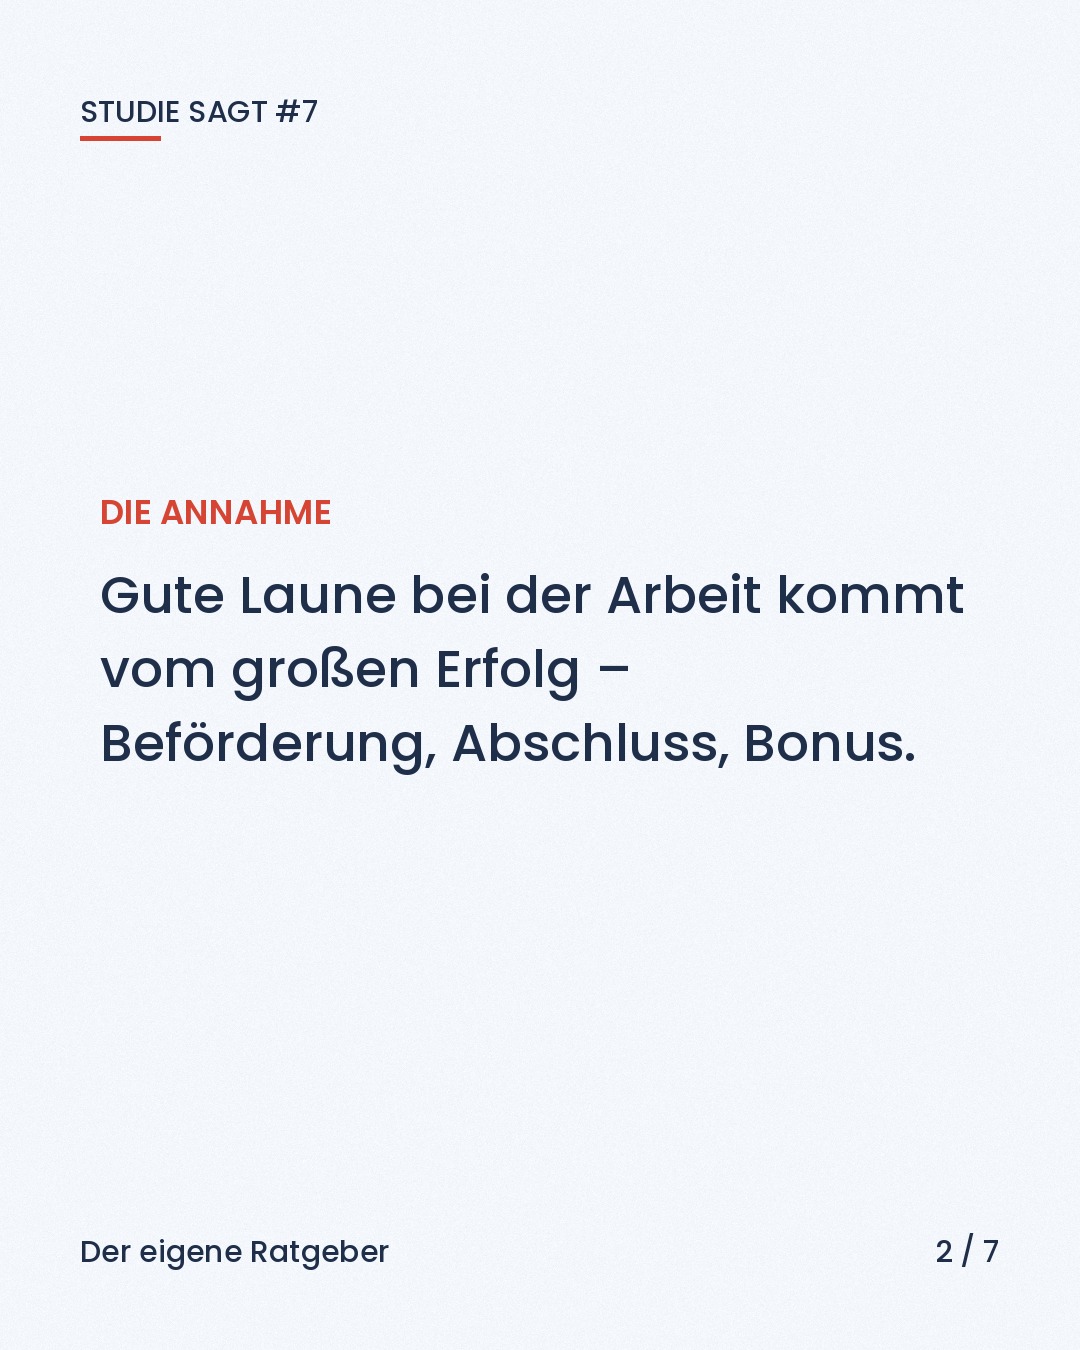 STUDIE SAGT #7
DIE ANNAHME
Gute Laune bei der Arbeit kommt
vom großen Erfolg –
Beförderung, Abschluss, Bonus.
Der eigene Ratgeber
2 / 7